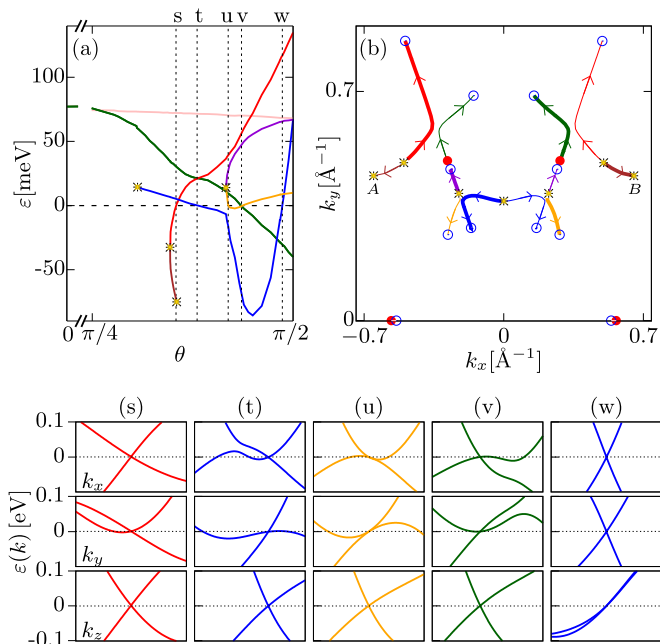 s t u v w
(a) (b)
100
50
0
-50
ε[meV]
0 π/4 π/2
θ
0.7
k_y[Å⁻¹]
A B
0
−0.7 0 0.7
k_x[Å⁻¹]
(s) (t) (u) (v) (w)
0.1
0
k_x
0.1
0
k_y
0.1
0
k_z
-0.1
ε(k) [eV]